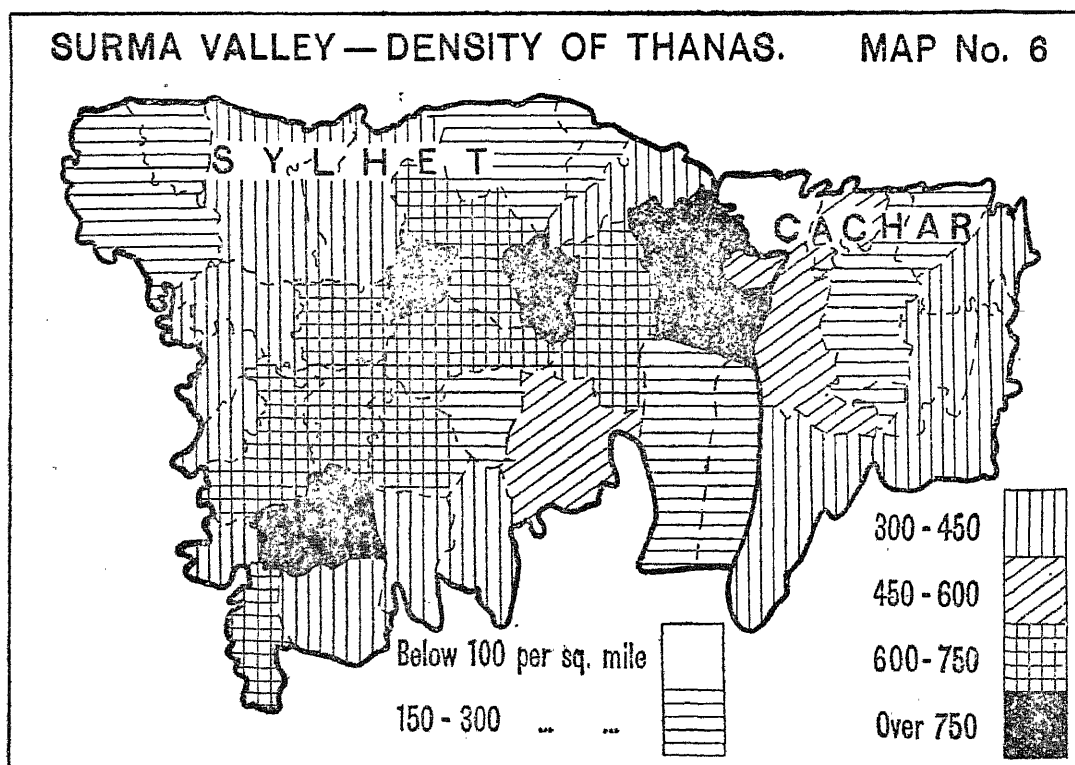 SURMA VALLEY — DENSITY OF THANAS. MAP No. 6
SYLHET
CACHAR
300 - 450
450 - 600
600 - 750
Over 750
Below 100 per sq. mile
150 - 300 „ „